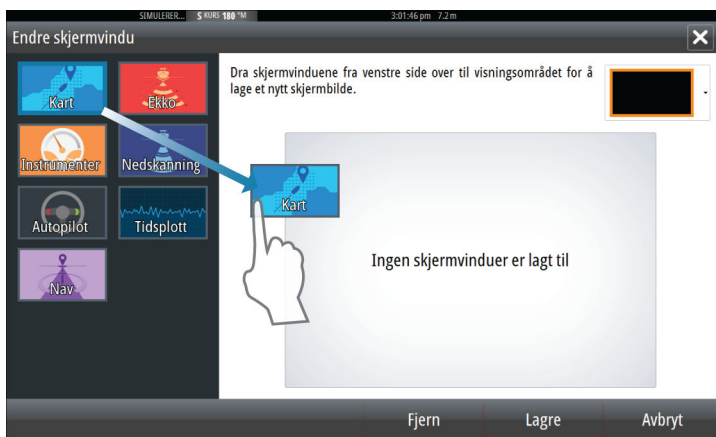 SIMULERER... S KURS 180 °M 3:01:46 pm 7.2 m
Endre skjermvindu
Kart
Ekko
Dra skjermvinduene fra venstre side over til visningsområdet for å
lage et nytt skjermbilde.
Instrumenter
Nedskanning
Kart
Autopilot
Tidsplott
Ingen skjermvinduer er lagt til
Nav
Fjern
Lagre
Avbryt